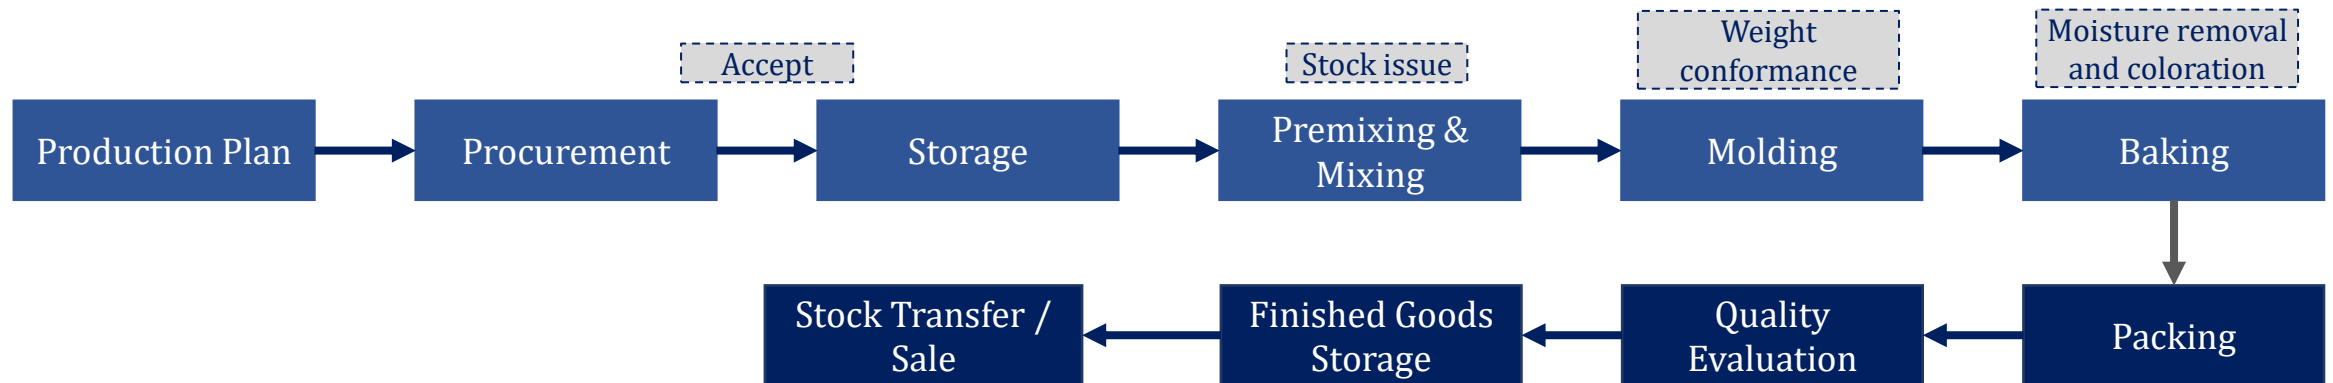 Accept
Stock issue
Weight
conformance
Moisture removal
and coloration
Production Plan
Procurement
Storage
Premixing &
Mixing
Molding
Baking
Stock Transfer /
Sale
Finished Goods
Storage
Quality
Evaluation
Packing